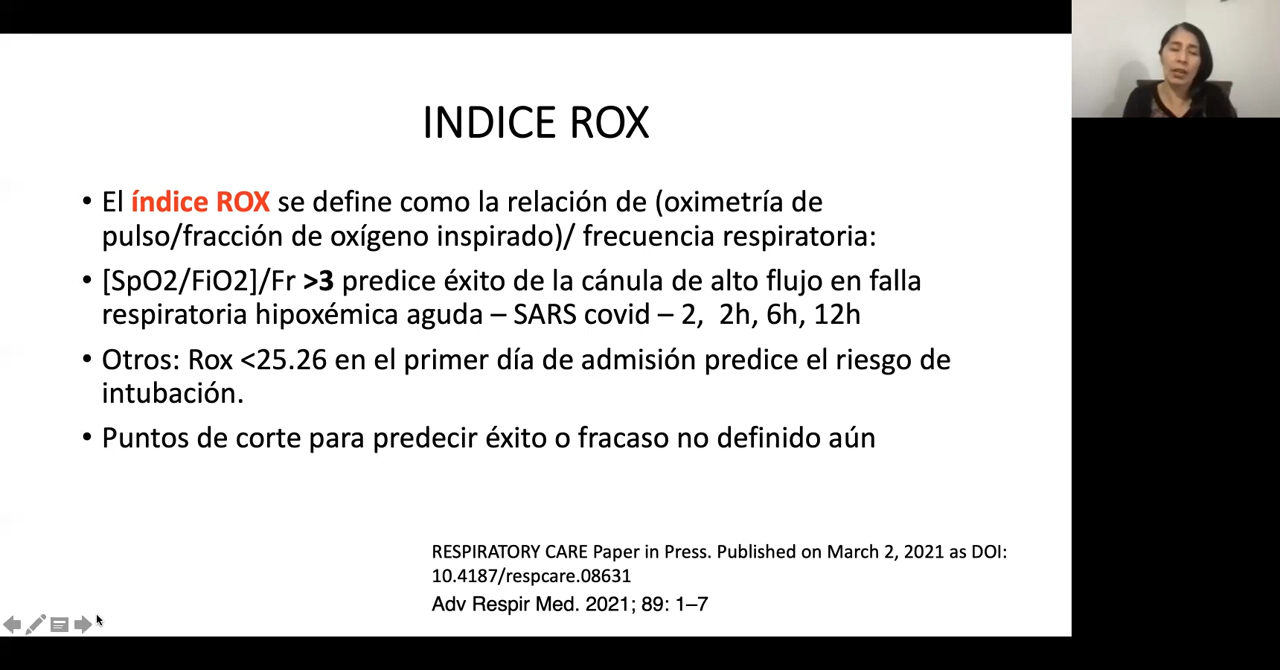 INDICE ROX
• El índice ROX se define como la relación de (oximetría de
pulso/fracción de oxígeno inspirado)/ frecuencia respiratoria:
• [SpO2/FiO2]/Fr >3 predice éxito de la cánula de alto flujo en falla
respiratoria hipoxémica aguda – SARS covid – 2,  2h, 6h, 12h
• Otros: Rox <25.26 en el primer día de admisión predice el riesgo de
intubación.
• Puntos de corte para predecir éxito o fracaso no definido aún
RESPIRATORY CARE Paper in Press. Published on March 2, 2021 as DOI:
10.4187/respcare.08631
Adv Respir Med. 2021; 89: 1–7